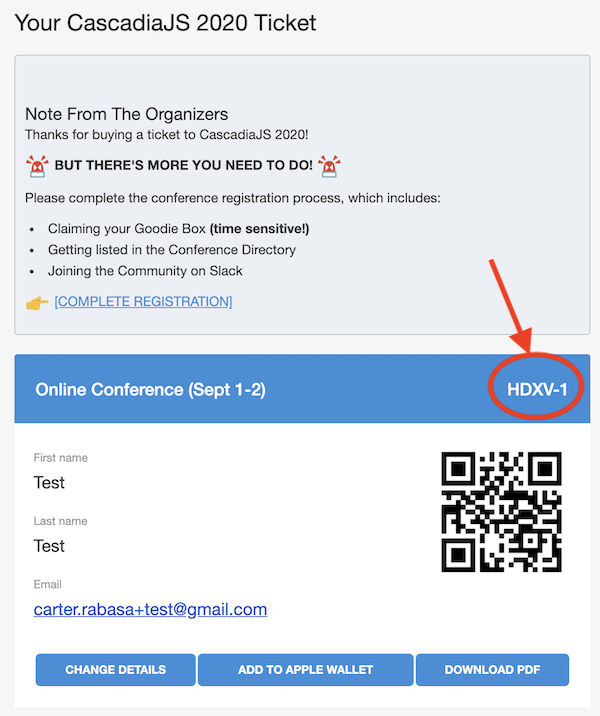 Your CascadiaJS 2020 Ticket
Note From The Organizers
Thanks for buying a ticket to CascadiaJS 2020!
🚨 BUT THERE'S MORE YOU NEED TO DO! 🚨
Please complete the conference registration process, which includes:
• Claiming your Goodie Box (time sensitive!)
• Getting listed in the Conference Directory
• Joining the Community on Slack
👉 [COMPLETE REGISTRATION]
Online Conference (Sept 1-2) HDXV-1
First name
Test
Last name
Test
Email
carter.rabasa+test@gmail.com
CHANGE DETAILS ADD TO APPLE WALLET DOWNLOAD PDF